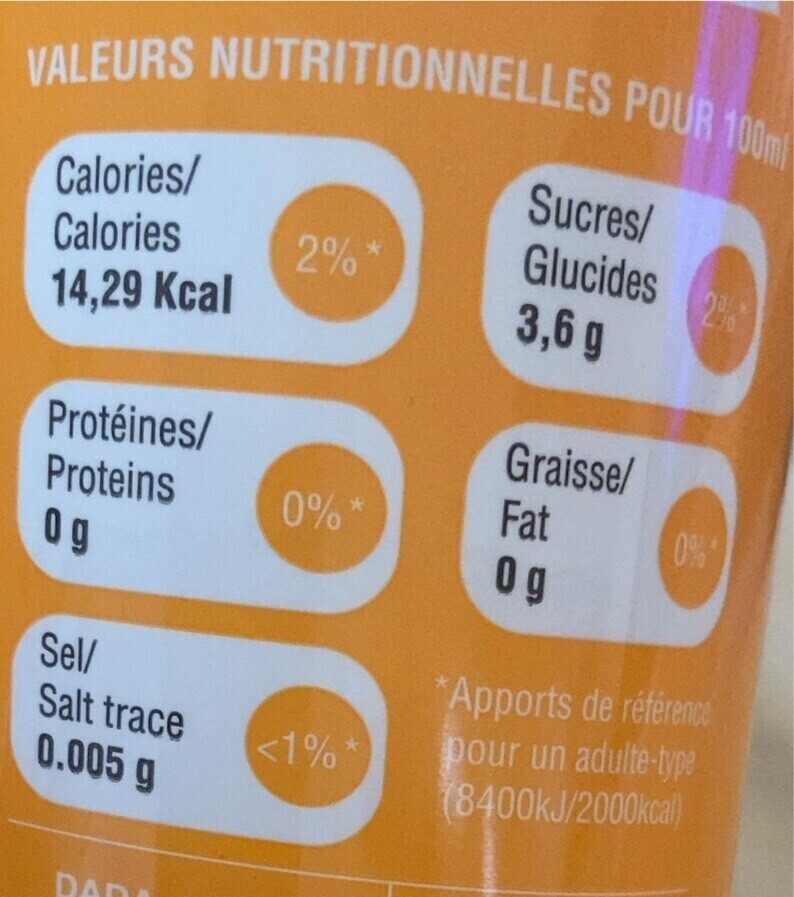 VALEURS NUTRITIONNELLES POUR 100ml
Calories/
Calories
14,29 Kcal
2%*
Sucres/
Glucides
3,6 g
2%*
Protéines/
Proteins
0 g
0%*
Graisse/
Fat
0 g
0%*
Sel/
Salt trace
0.005 g
<1%*
*Apports de référence
pour un adulte-type
(8400kJ/2000kcal)